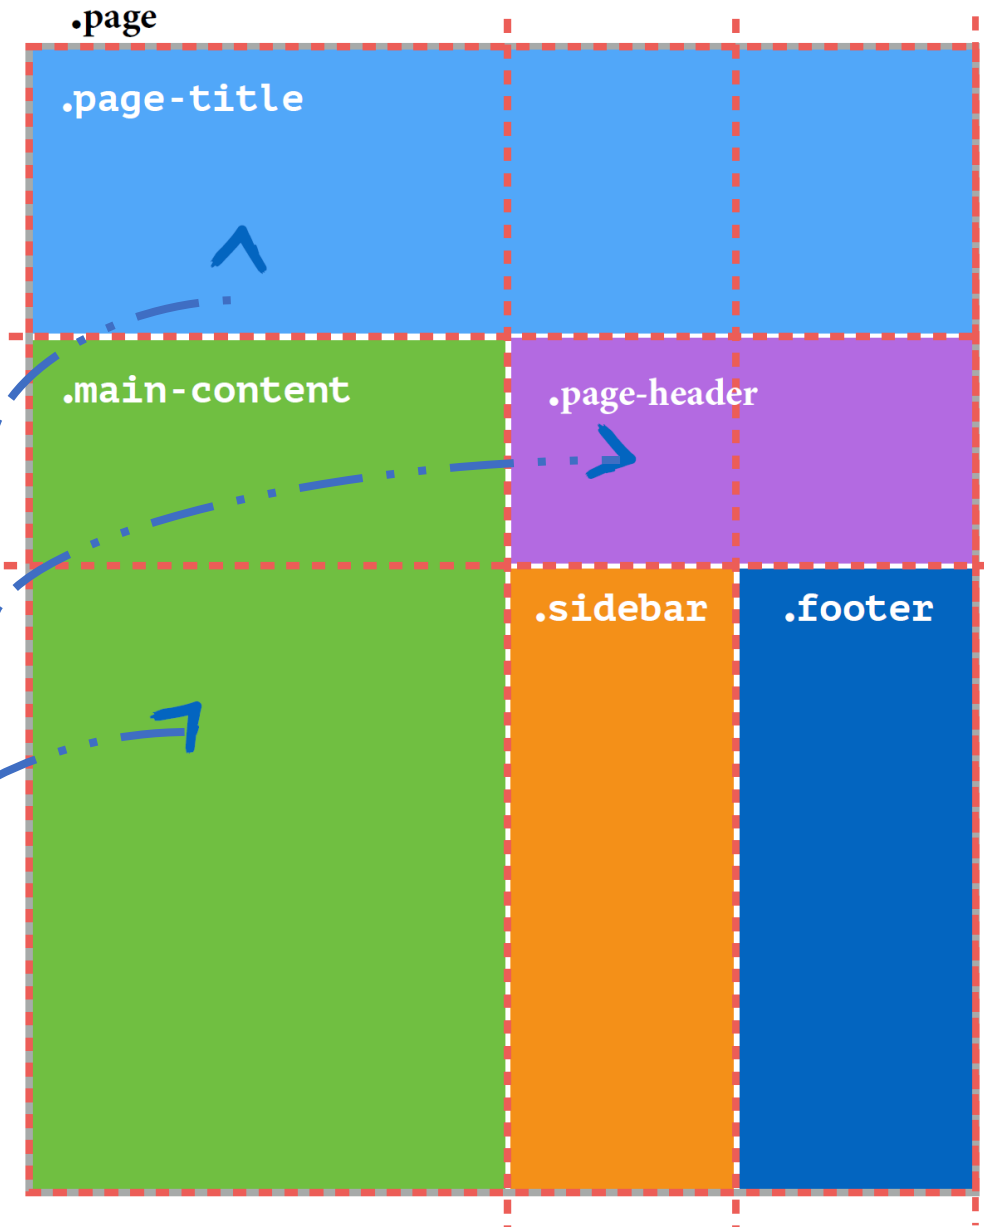 .page
.page-title
.main-content
.page-header
.sidebar
.footer